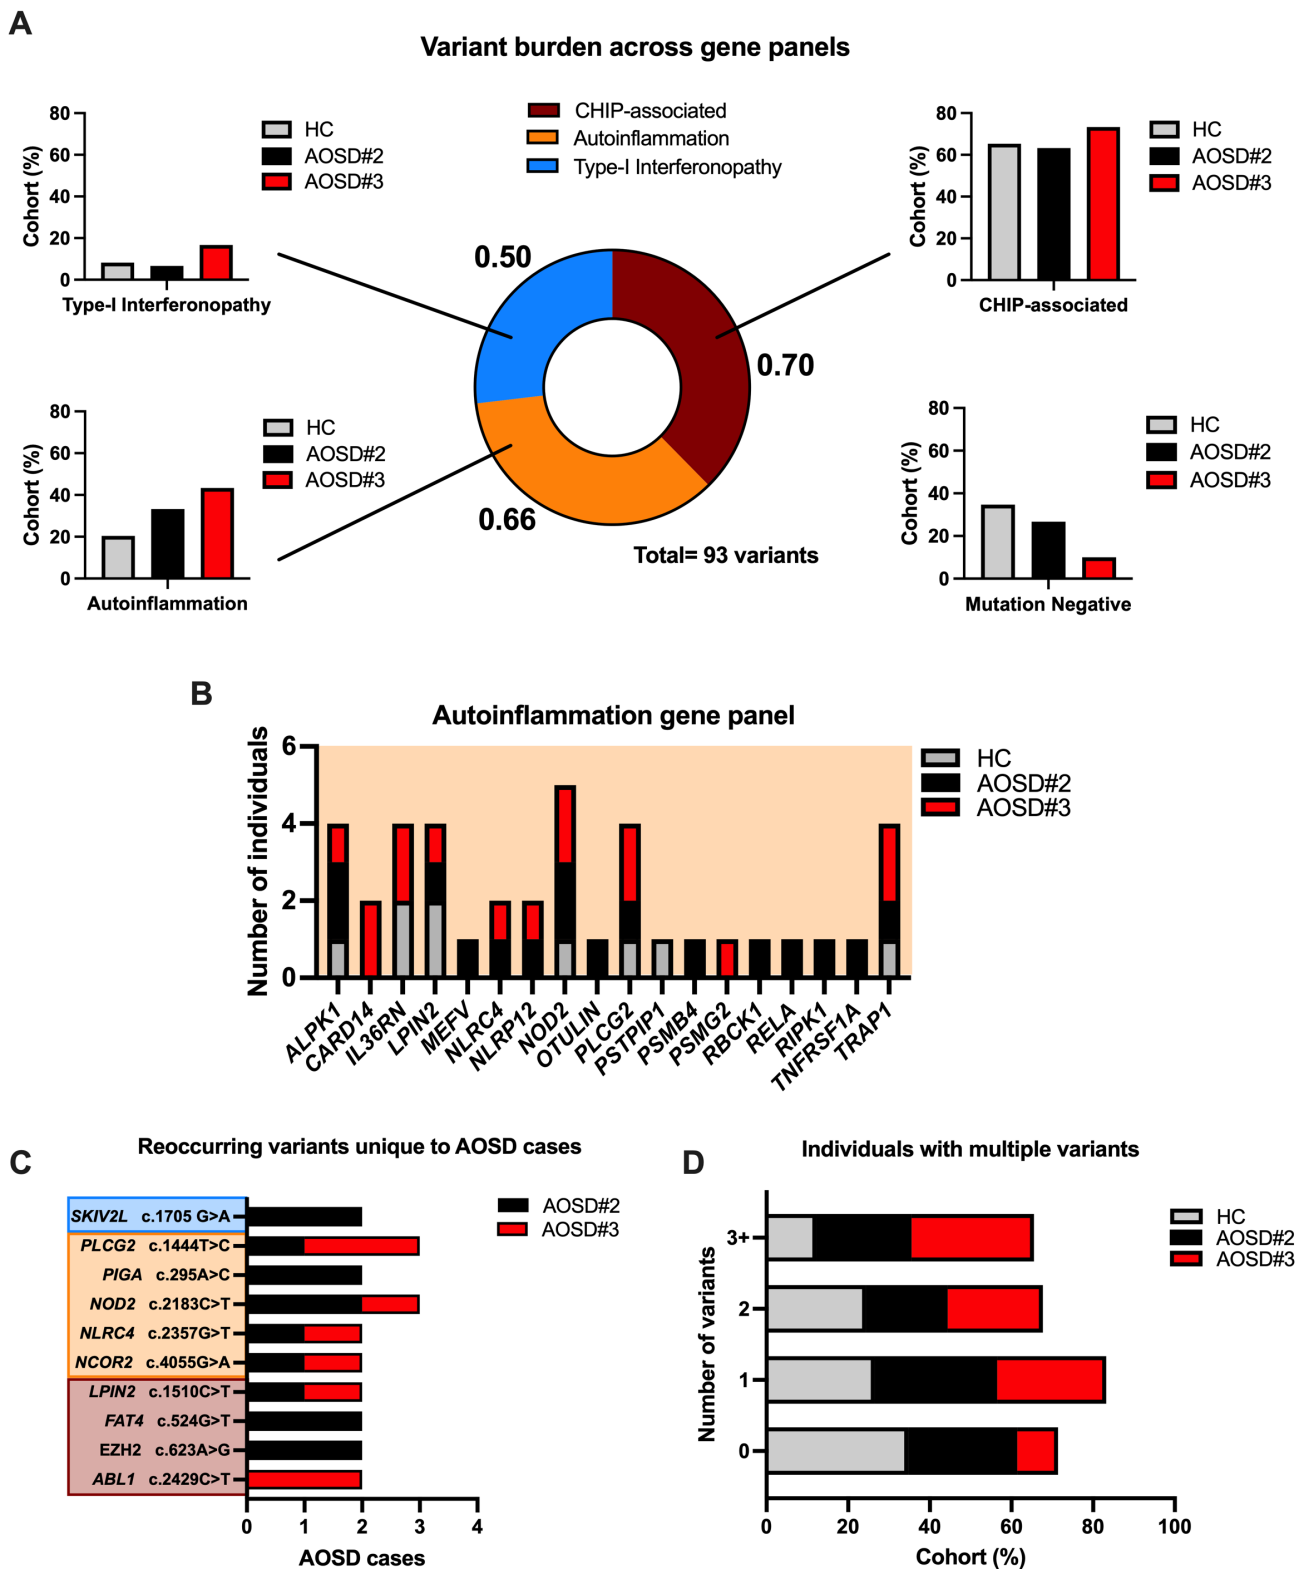 A
Variant burden across gene panels
80
60
40
20
0
Cohort (%)
HC
AOSD#2
AOSD#3
Type-I Interferonopathy
CHIP-associated
Autoinflammation
Type-I Interferonopathy
80
60
40
20
0
Cohort (%)
HC
AOSD#2
AOSD#3
CHIP-associated
0.50
0.70
0.66
Total= 93 variants
80
60
40
20
0
Cohort (%)
HC
AOSD#2
AOSD#3
Autoinflammation
80
60
40
20
0
Cohort (%)
HC
AOSD#2
AOSD#3
Mutation Negative
B
Autoinflammation gene panel
6
4
2
0
Number of individuals
HC
AOSD#2
AOSD#3
ALPK1
CARD14
IL36RN
LPIN2
MEFV
NLRC4
NLRP12
NOD2
OTULIN
PLCG2
PSTPIP1
PSMB4
PSMG2
RBCK1
RELA
RIPK1
TNFRSF1A
TRAP1
C
Reoccurring variants unique to AOSD cases
AOSD#2
AOSD#3
SKIV2L c.1705 G>A
PLCG2 c.1444T>C
PIGA c.295A>C
NOD2 c.2183C>T
NLRC4 c.2357G>T
NCOR2 c.4055G>A
LPIN2 c.1510C>T
FAT4 c.524G>T
EZH2 c.623A>G
ABL1 c.2429C>T
0 1 2 3 4
AOSD cases
D
Individuals with multiple variants
HC
AOSD#2
AOSD#3
Number of variants
3+
2
1
0
0 20 40 60 80 100
Cohort (%)